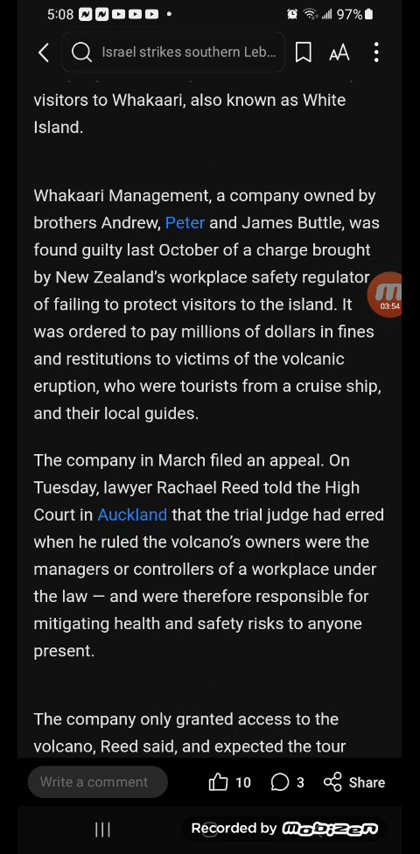 5:08
97%
Israel strikes southern Leb...
AA
visitors to Whakaari, also known as White
Island.
Whakaari Management, a company owned by
brothers Andrew, Peter and James Buttle, was
found guilty last October of a charge brought
by New Zealand’s workplace safety regulator
of failing to protect visitors to the island. It
03:54
was ordered to pay millions of dollars in fines
and restitutions to victims of the volcanic
eruption, who were tourists from a cruise ship,
and their local guides.
The company in March filed an appeal. On
Tuesday, lawyer Rachael Reed told the High
Court in Auckland that the trial judge had erred
when he ruled the volcano’s owners were the
managers or controllers of a workplace under
the law — and were therefore responsible for
mitigating health and safety risks to anyone
present.
The company only granted access to the
volcano, Reed said, and expected the tour
Write a comment
10
3
Share
Recorded by mobizen